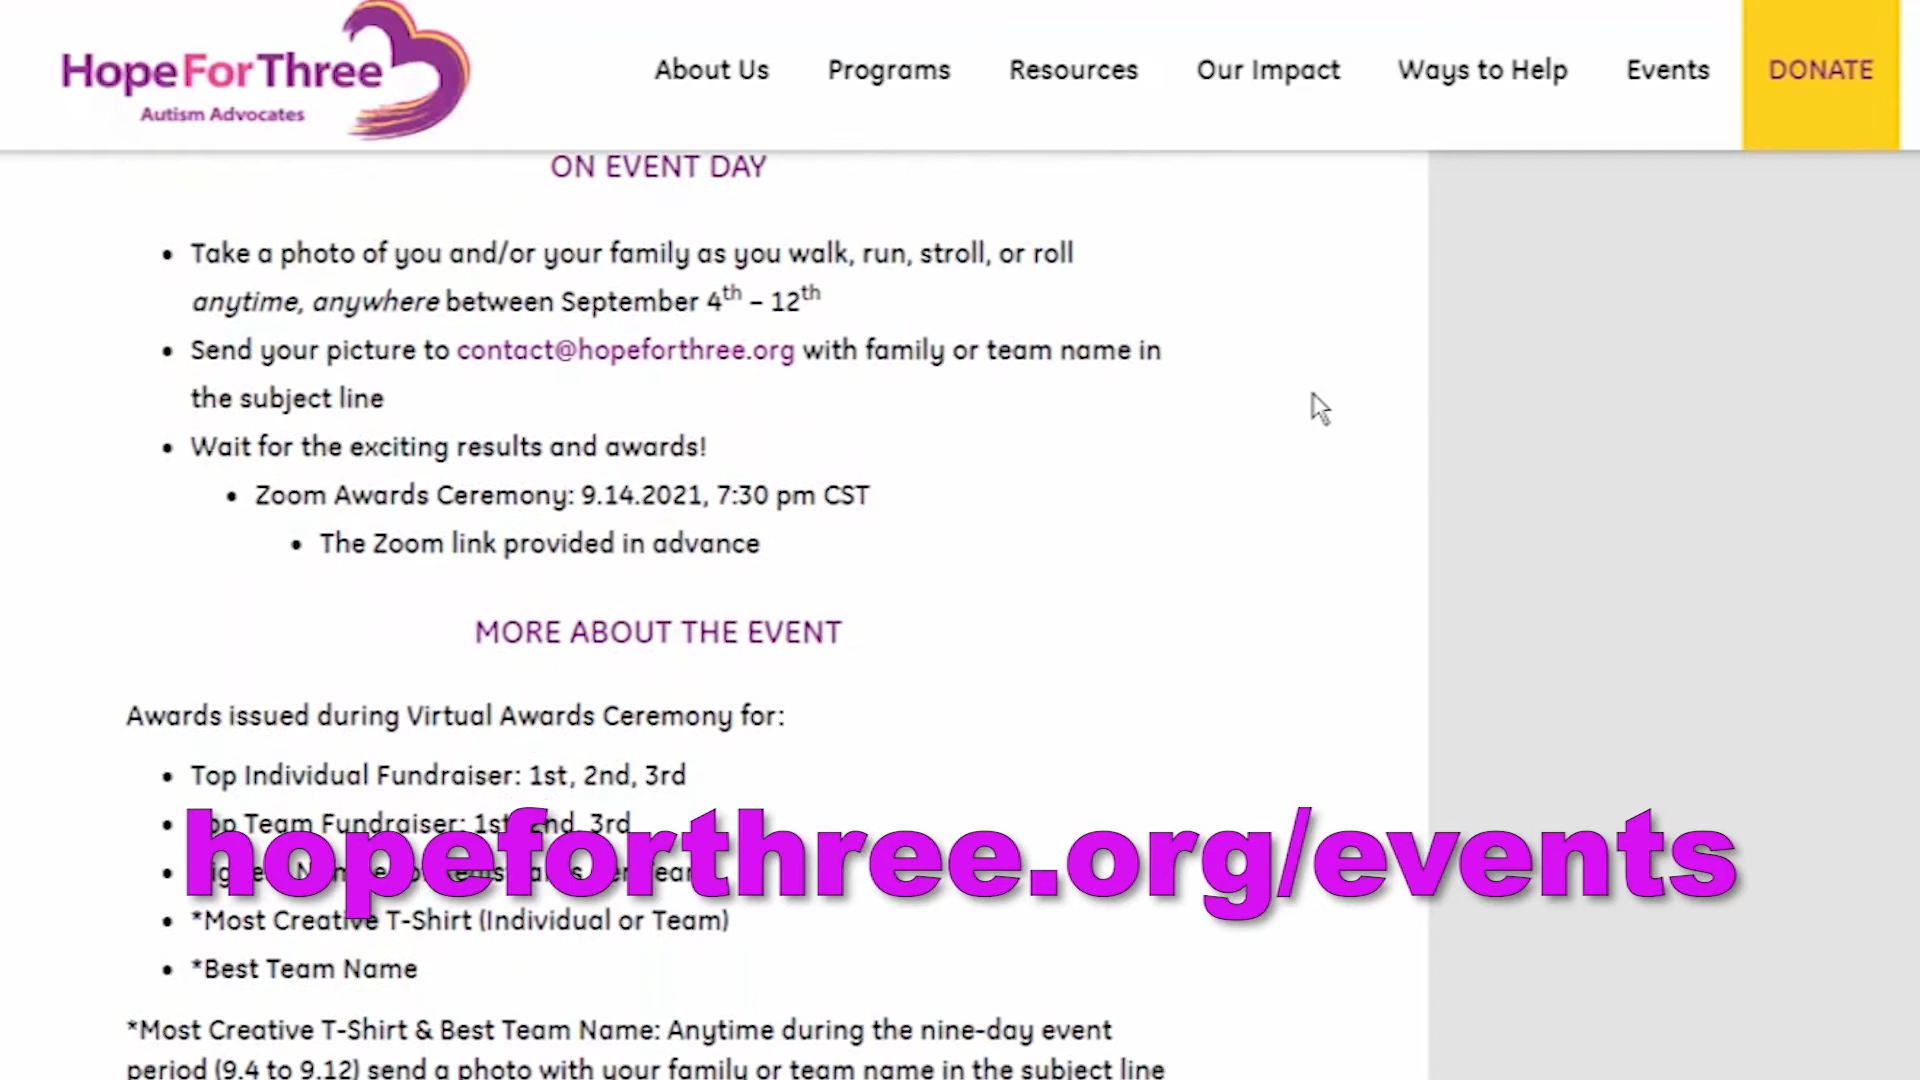 HopeForThree
Autism Advocates
About Us Programs Resources Our Impact Ways to Help Events DONATE
ON EVENT DAY
• Take a photo of you and/or your family as you walk, run, stroll, or roll
anytime, anywhere between September 4th – 12th
• Send your picture to contact@hopeforthree.org with family or team name in
the subject line
• Wait for the exciting results and awards!
• Zoom Awards Ceremony: 9.14.2021, 7:30 pm CST
• The Zoom link provided in advance
MORE ABOUT THE EVENT
Awards issued during Virtual Awards Ceremony for:
• Top Individual Fundraiser: 1st, 2nd, 3rd
• Top Team Fundraiser: 1st, 2nd, 3rd
hopeforthree.org/events
• *Most Creative T-Shirt (Individual or Team)
• *Best Team Name
*Most Creative T-Shirt & Best Team Name: Anytime during the nine-day event
period (9.4 to 9.12) send a photo with your family or team name in the subject line